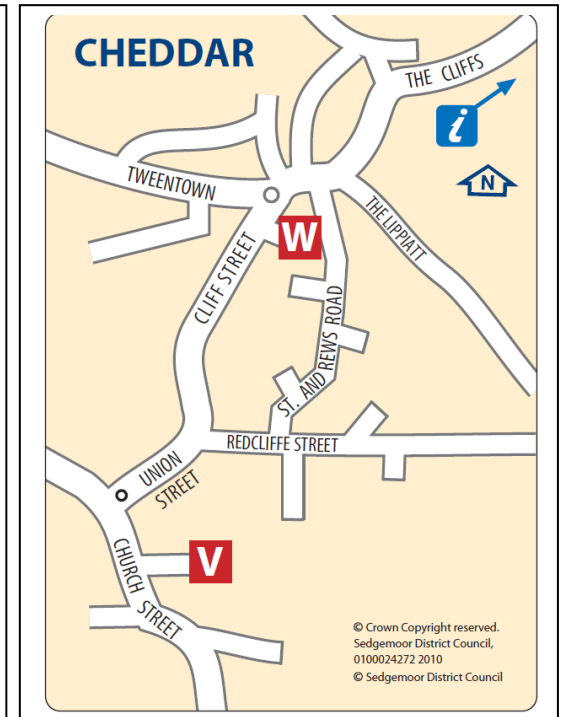 CHEDDAR
THE CLIFFS
i
N
TWEENTOWN
THE LIPPIATT
W
CLIFF STREET
ST. ANDREWS ROAD
REDCLIFFE STREET
UNION
STREET
V
CHURCH
STREET
© Crown Copyright reserved.
Sedgemoor District Council,
0100024272 2010
© Sedgemoor District Council